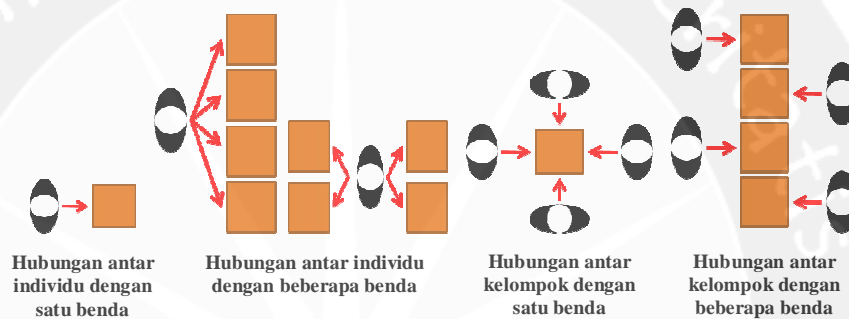 Hubungan antar
individu dengan
satu benda
Hubungan antar individu
dengan beberapa benda
Hubungan antar
kelompok dengan
satu benda
Hubungan antar
kelompok dengan
beberapa benda